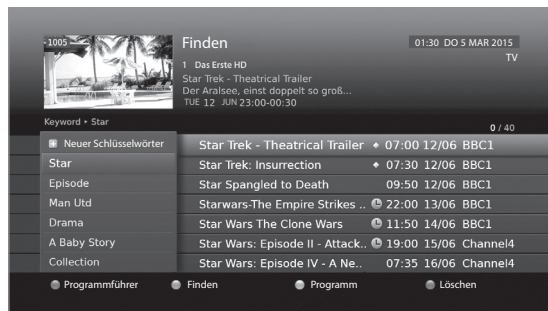 1005
Finden
01:30 DO 5 MAR 2015
TV
1 Das Erste HD
Star Trek - Theatrical Trailer
Der Aralsee, einst doppelt so groß...
TUE 12 JUN 23:00-00:30
Keyword ‣ Star
0 / 40
Neuer Schlüsselwörter
Star Trek - Theatrical Trailer 07:00 12/06 BBC1
Star
Star Trek: Insurrection 07:30 12/06 BBC1
Episode
Star Spangled to Death 09:50 12/06 BBC1
Man Utd
Starwars-The Empire Strikes .. 22:00 13/06 BBC1
Drama
Star Wars The Clone Wars 11:50 14/06 BBC1
A Baby Story
Star Wars: Episode II - Attack.. 19:00 15/06 Channel4
Collection
Star Wars: Episode IV - A Ne.. 07:35 16/06 Channel4
Programmführer Finden Programm Löschen